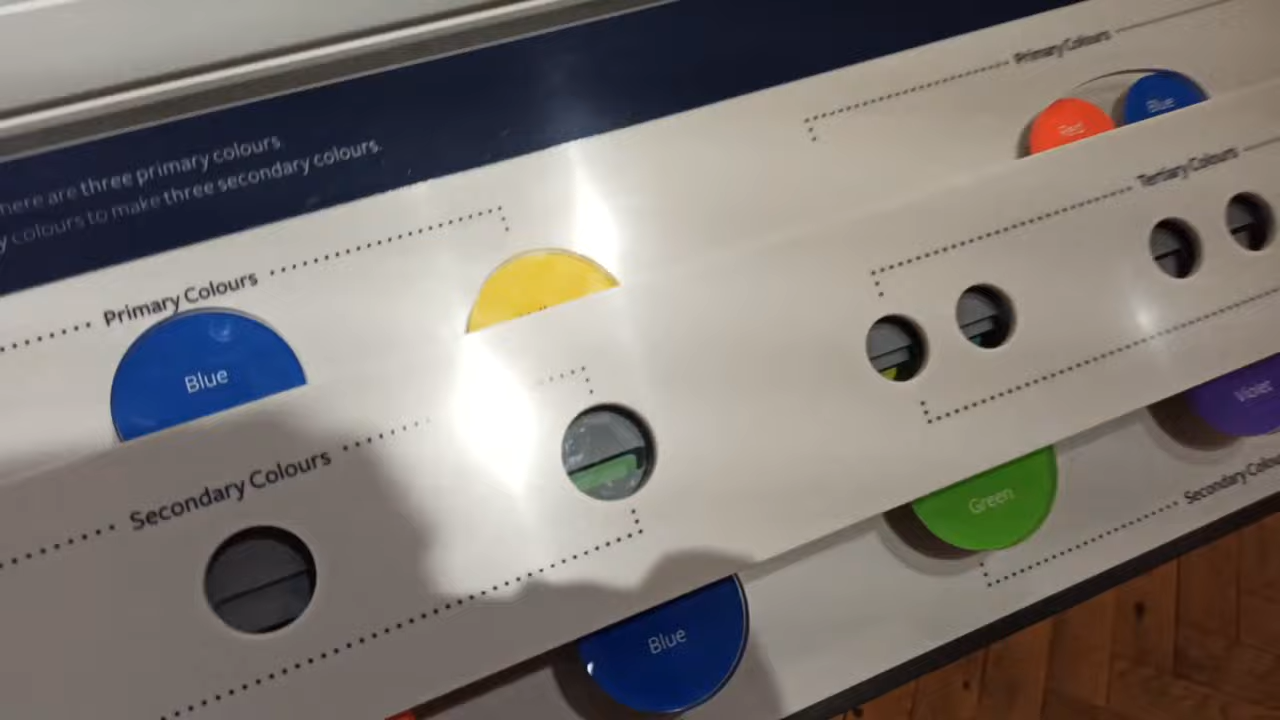 here are three primary colours.
y colours to make three secondary colours.
Primary Colours
Blue
Secondary Colours
Blue
Primary Colours
Red
Blue
Tertiary Colours
Green
Violet
Secondary Colou